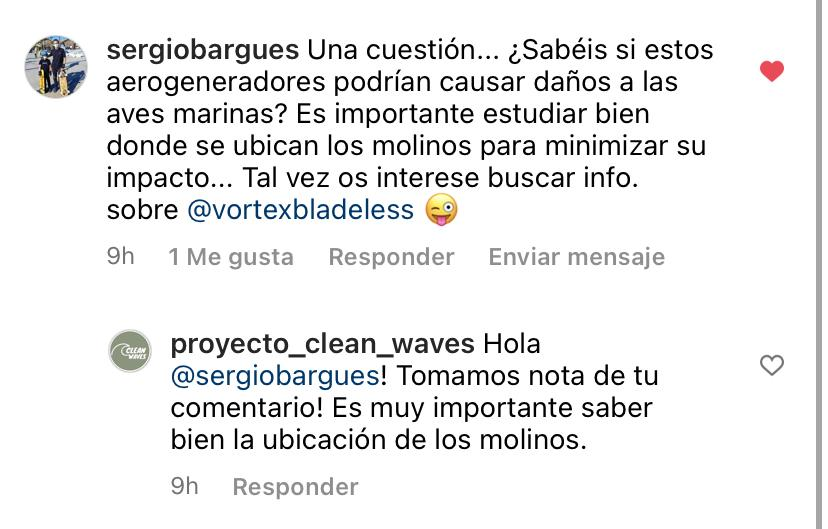 sergiobargues Una cuestión... ¿Sabéis si estos
aerogeneradores podrían causar daños a las
aves marinas? Es importante estudiar bien
donde se ubican los molinos para minimizar su
impacto... Tal vez os interese buscar info.
sobre @vortexbladeless 😜
9h 1 Me gusta Responder Enviar mensaje
CLEAN
WAVES
proyecto_clean_waves Hola
@sergiobargues! Tomamos nota de tu
comentario! Es muy importante saber
bien la ubicación de los molinos.
9h Responder